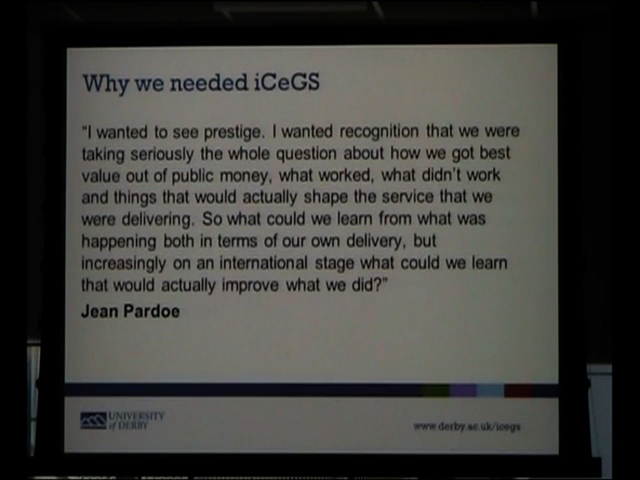 Why we needed iCeGS
“I wanted to see prestige. I wanted recognition that we were
taking seriously the whole question about how we got best
value out of public money, what worked, what didn’t work
and things that would actually shape the service that we
were delivering. So what could we learn from what was
happening both in terms of our own delivery, but
increasingly on an international stage what could we learn
that would actually improve what we did?”
Jean Pardoe
UNIVERSITY
of DERBY
www.derby.ac.uk/icegs